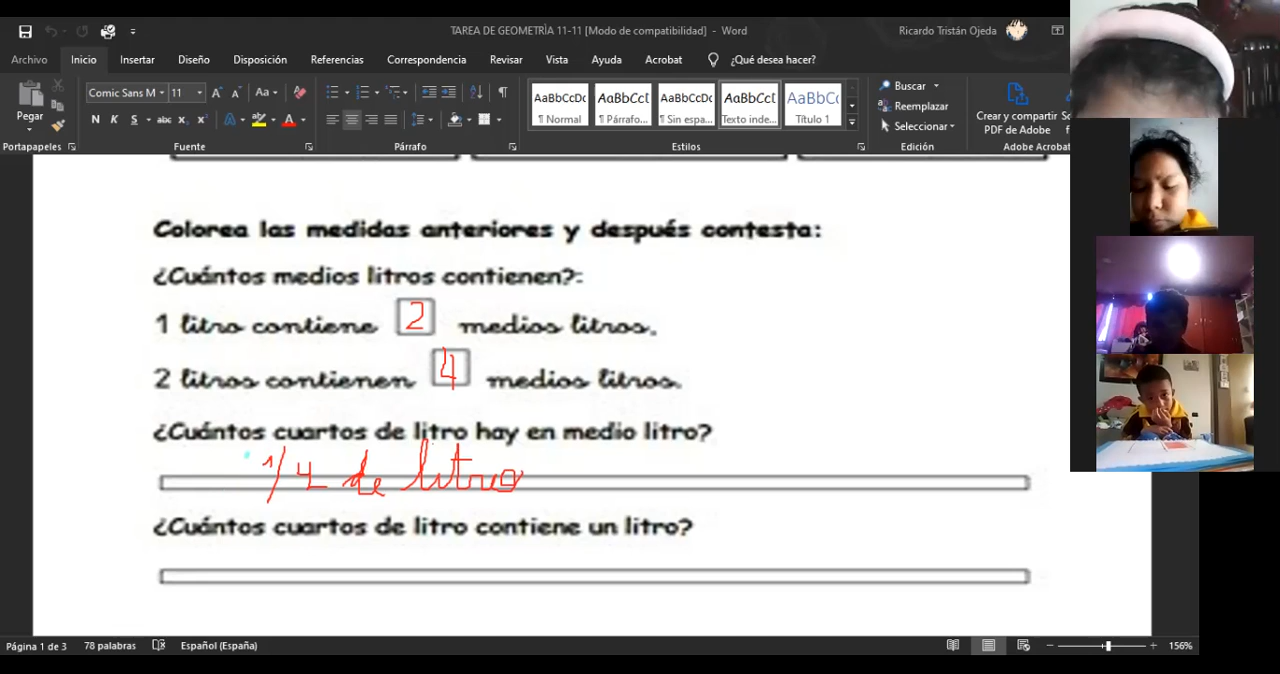 TAREA DE GEOMETRÌA 11-11 [Modo de compatibilidad] - Word
Ricardo Tristán Ojeda
Archivo Inicio Insertar Diseño Disposición Referencias Correspondencia Revisar Vista Ayuda Acrobat ¿Qué desea hacer?
Pegar
Comic Sans M 11
Aa
N K S abc x₂ x²
AaBbCcDc AaBbCcI AaBbCcDc AaBbCcI AaBbCc
¶ Normal ¶ Párrafo... ¶ Sin espa... Texto inde... ¶ Título 1
Buscar
Reemplazar
Seleccionar
Crear y compartir
PDF de Adobe
Portapapeles Fuente Párrafo Estilos Edición Adobe Acrobat
Colorea las medidas anteriores y después contesta:
¿Cuántos medios litros contienen?:
1 litro contiene 2 medios litros.
2 litros contienen 4 medios litros.
¿Cuántos cuartos de litro hay en medio litro?
1/4 de litro
¿Cuántos cuartos de litro contiene un litro?
Página 1 de 3 78 palabras Español (España) 156%